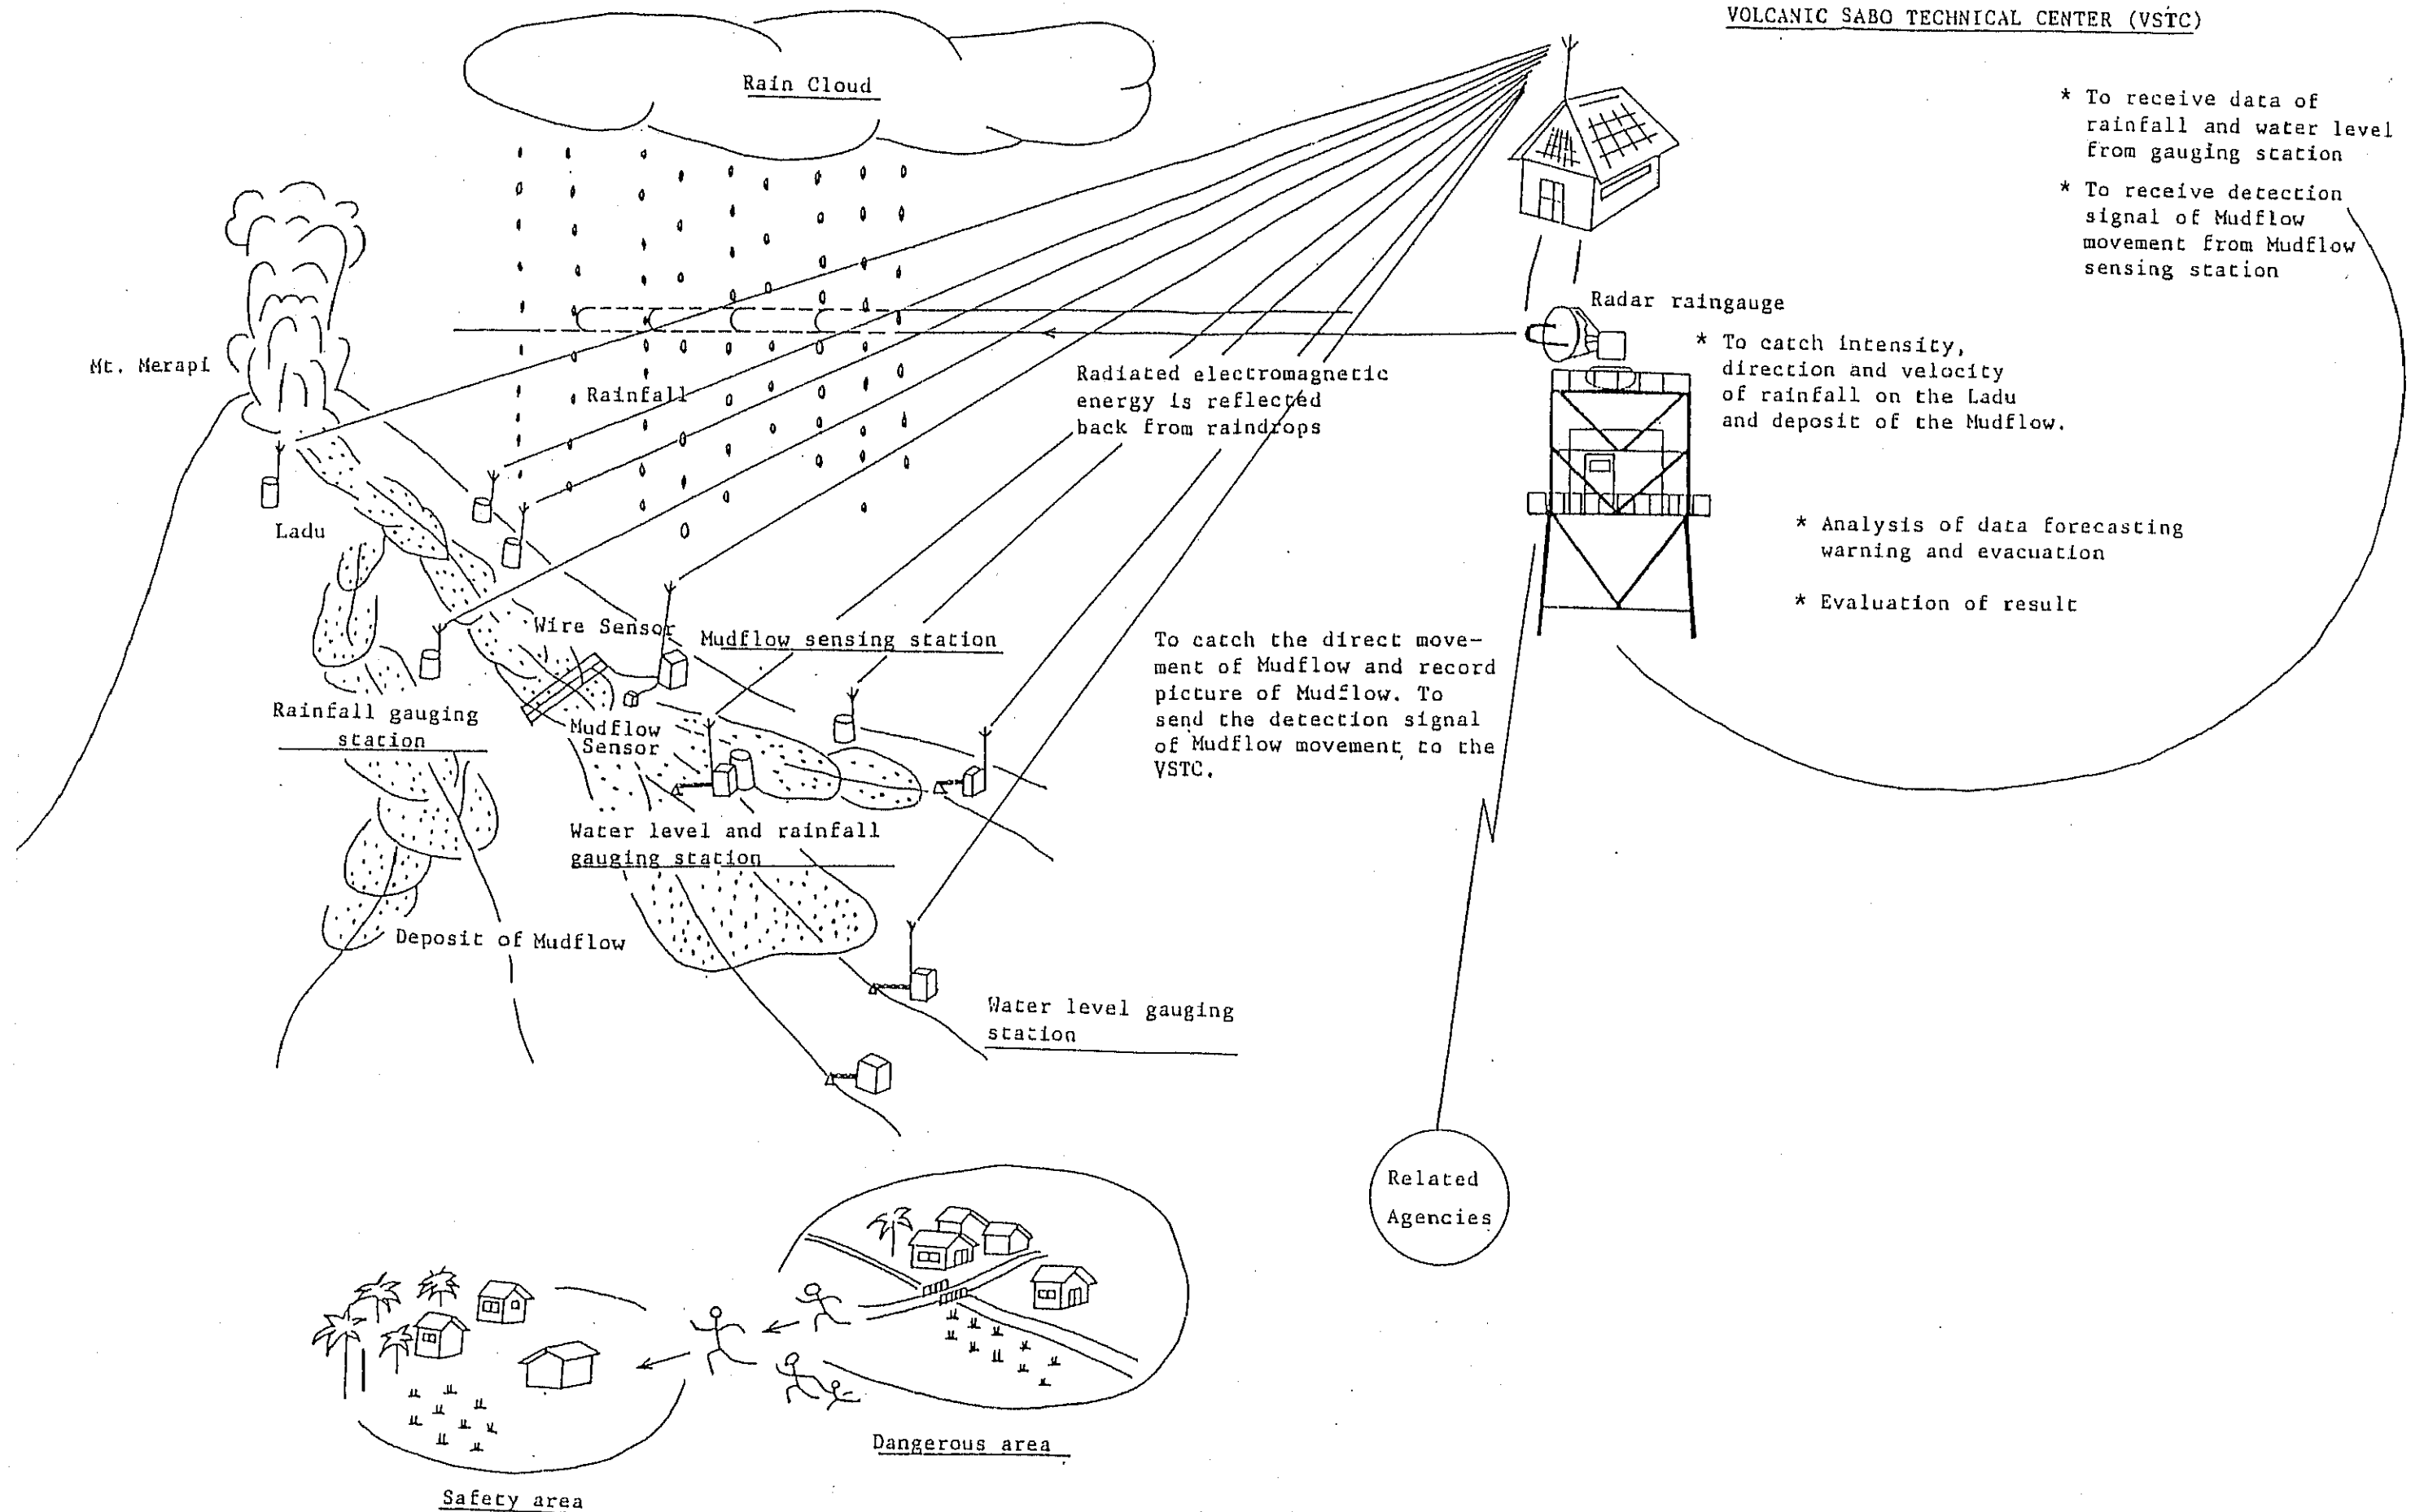 VOLCANIC SABO TECHNICAL CENTER (VSTC)
Rain Cloud
* To receive data of
rainfall and water level
from gauging station
* To receive detection
signal of Mudflow
movement from Mudflow
sensing station
Radar raingauge
* To catch intensity,
direction and velocity
of rainfall on the Ladu
and deposit of the Mudflow.
Mt. Merapi
Rainfall
Radiated electromagnetic
energy is reflected
back from raindrops
Ladu
* Analysis of data forecasting
warning and evacuation
* Evaluation of result
Wire Sensor
Mudflow sensing station
To catch the direct move-
ment of Mudflow and record
picture of Mudflow. To
send the detection signal
of Mudflow movement to the
VSTC.
Rainfall gauging
station
Mudflow
Sensor
Water level and rainfall
gauging station
Deposit of Mudflow
Water level gauging
station
Related
Agencies
Dangerous area
Safety area